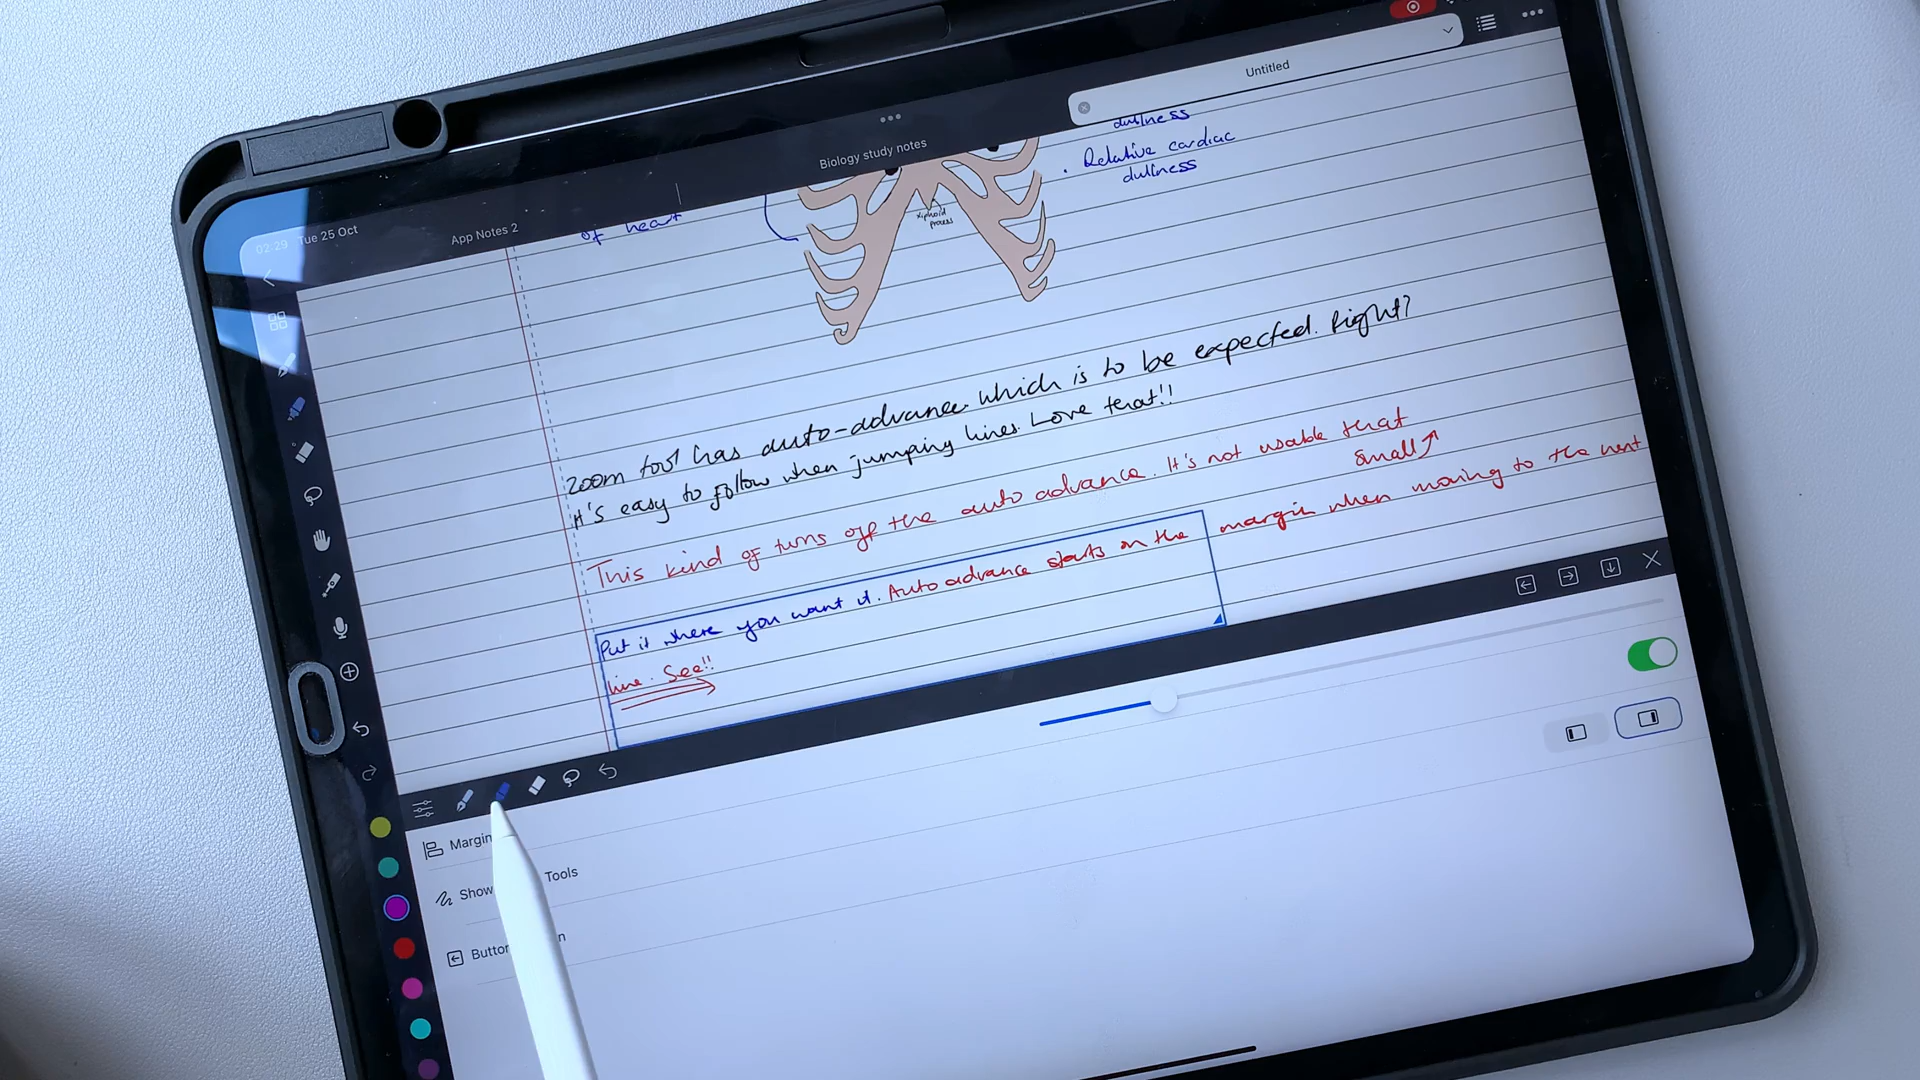 02:29 Tue 25 Oct
App Notes 2
Biology study notes
Untitled
of heart
xiphoid
process
dullness
. Relative cardiac
dullness
Zoom tool has auto-advance. which is to be expected. Right?
It's easy to follow when jumping lines. Love that!!
This kind of turns off the auto advance. It's not usable that
small
Put it where you want it. Auto advance starts on the margin when moving to the next
line. See!!
Margin
Show Tools